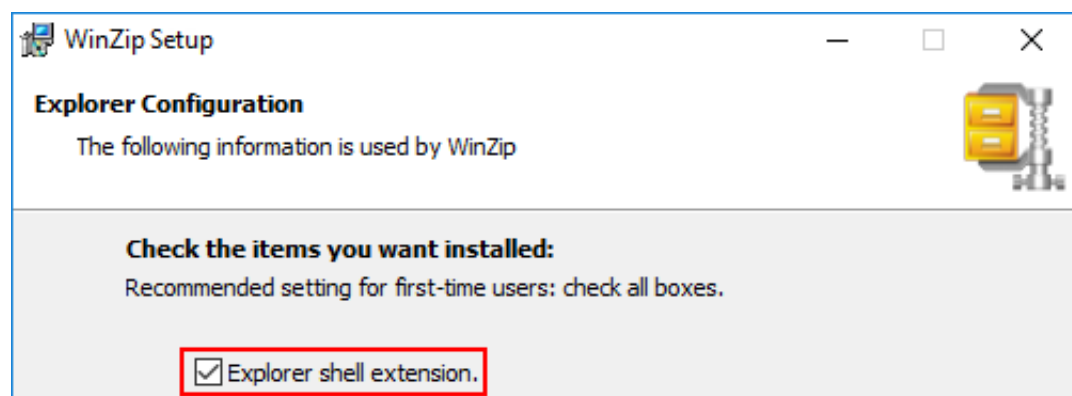 WinZip Setup
Explorer Configuration
The following information is used by WinZip
Check the items you want installed:
Recommended setting for first-time users: check all boxes.
Explorer shell extension.